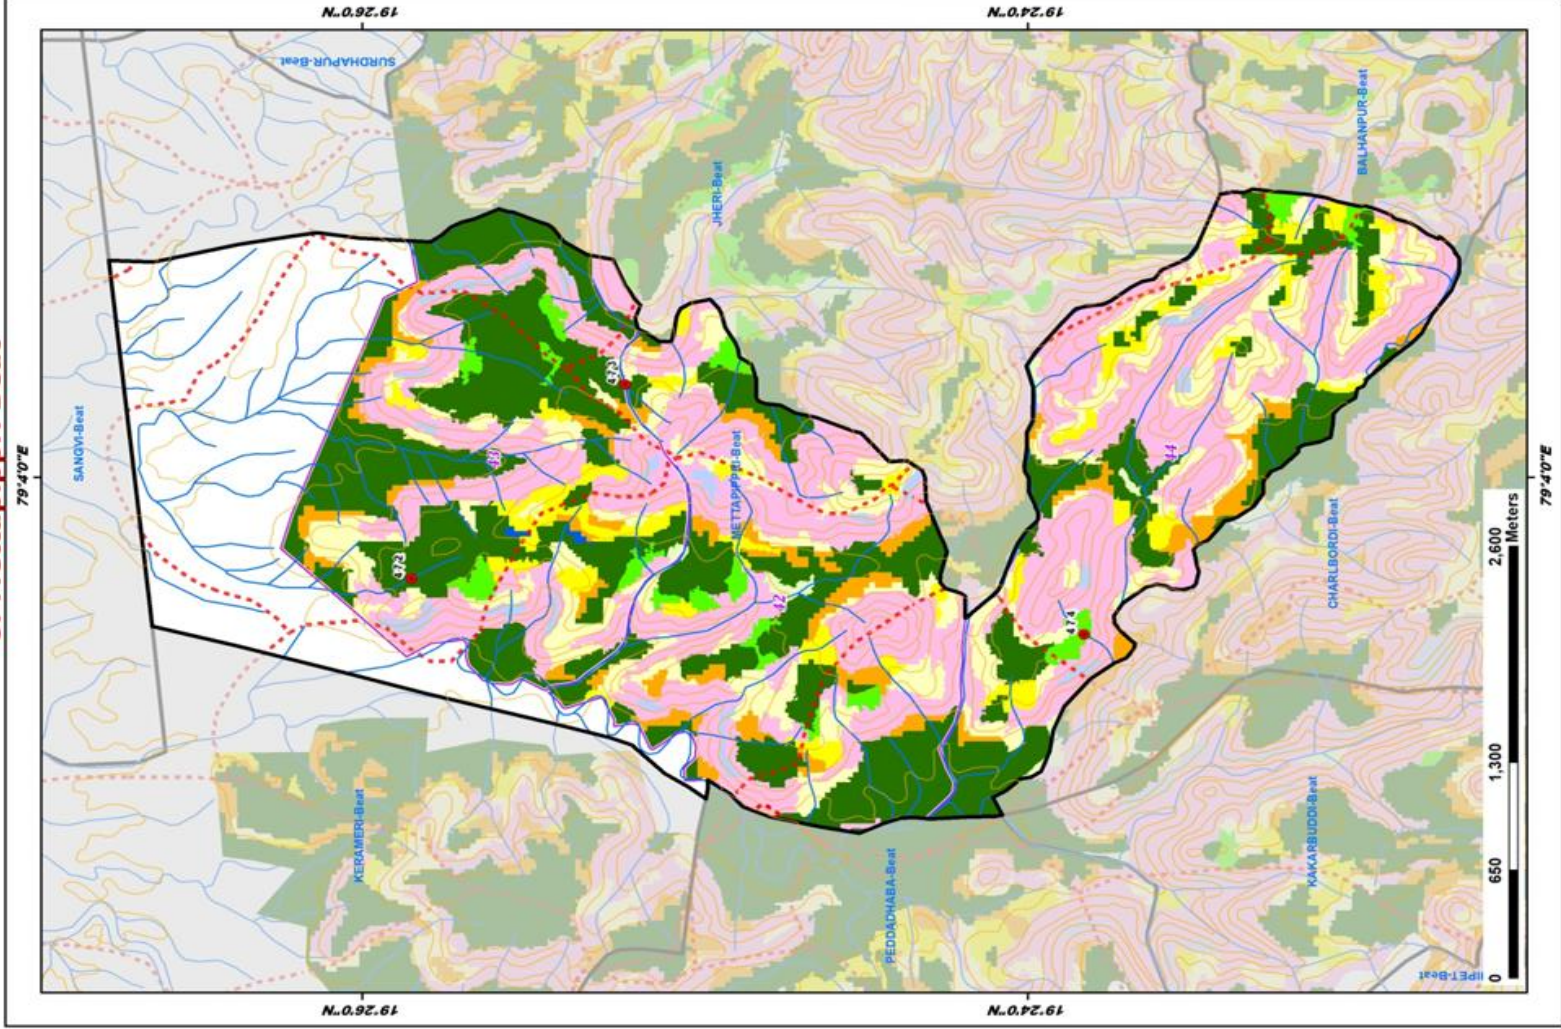 19°26'0"N
19°24'0"N
SURDHAPUR-Beat
BALHANPUR-Beat
JHERI-Beat
79°4'0"E
SANGVI-Beat
473
43
METTAPIPPRI-Beat
44
79°4'0"E
472
42
CHARLBORDI-Beat
474
KERAMERI-Beat
PEDDADHABA-Beat
KAKARBUDDI-Beat
0
650
1,300
2,600
Meters
IIPET-Beat
19°26'0"N
19°24'0"N